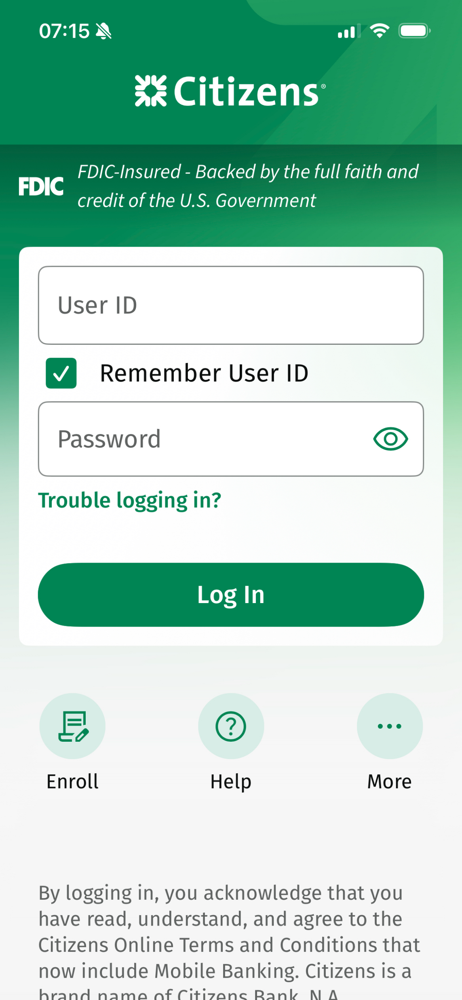 07:15
Citizens®
FDIC
FDIC-Insured - Backed by the full faith and
credit of the U.S. Government
User ID
Remember User ID
Password
Trouble logging in?
Log In
Enroll
Help
More
By logging in, you acknowledge that you
have read, understand, and agree to the
Citizens Online Terms and Conditions that
now include Mobile Banking. Citizens is a
brand name of Citizens Bank, N.A.